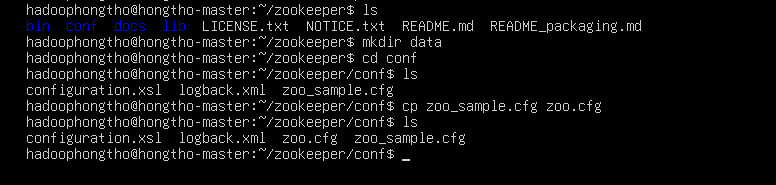 hadoophongtho@hongtho-master:~/zookeeper$ ls
bin conf docs lib LICENSE.txt NOTICE.txt README.md README_packaging.md
hadoophongtho@hongtho-master:~/zookeeper$ mkdir data
hadoophongtho@hongtho-master:~/zookeeper$ cd conf
hadoophongtho@hongtho-master:~/zookeeper/conf$ ls
configuration.xsl logback.xml zoo_sample.cfg
hadoophongtho@hongtho-master:~/zookeeper/conf$ cp zoo_sample.cfg zoo.cfg
hadoophongtho@hongtho-master:~/zookeeper/conf$ ls
configuration.xsl logback.xml zoo.cfg zoo_sample.cfg
hadoophongtho@hongtho-master:~/zookeeper/conf$ _